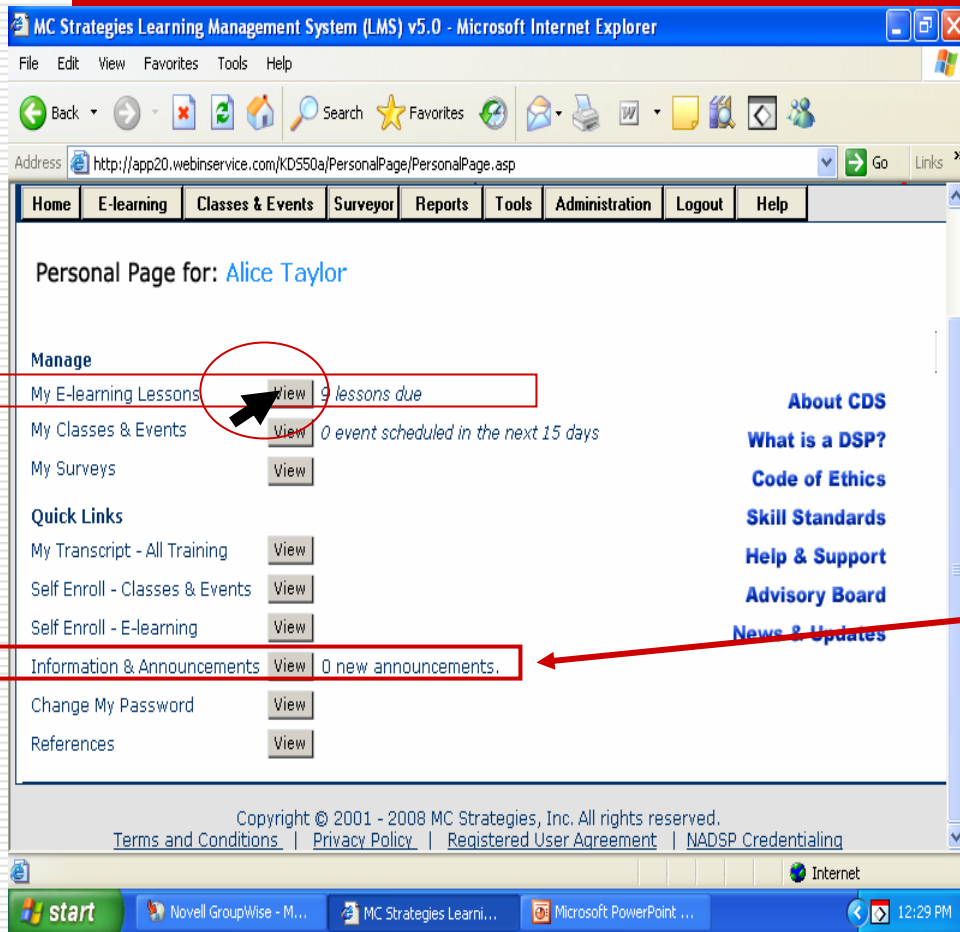 MC Strategies Learning Management System (LMS) v5.0 - Microsoft Internet Explorer
File Edit View Favorites Tools Help
Back Search Favorites
Address http://app20.webinservice.com/KDS50a/PersonalPage/PersonalPage.asp Go Links »
Home E-learning Classes & Events Surveyor Reports Tools Administration Logout Help
Personal Page for: Alice Taylor
Manage
My E-learning Lessons View 9 lessons due
My Classes & Events View 0 event scheduled in the next 15 days
My Surveys View
Quick Links
My Transcript - All Training View
Self Enroll - Classes & Events View
Self Enroll - E-learning View
Information & Announcements View 0 new announcements.
Change My Password View
References View
About CDS
What is a DSP?
Code of Ethics
Skill Standards
Help & Support
Advisory Board
News & Updates
Copyright © 2001 - 2008 MC Strategies, Inc. All rights reserved.
Terms and Conditions | Privacy Policy | Registered User Agreement | NADSP Credentialing
Internet
start Novell GroupWise - M... MC Strategies Learni... Microsoft PowerPoint ... 12:29 PM